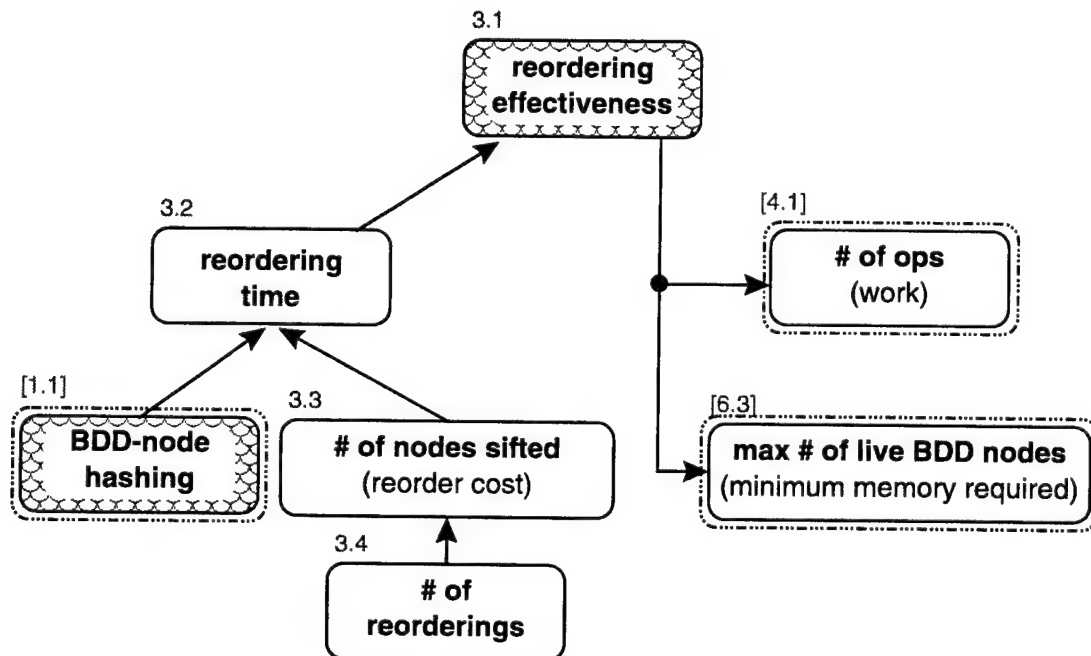 3.1
reordering
effectiveness
3.2
reordering
time
[4.1]
# of ops
(work)
[1.1]
BDD-node
hashing
3.3
# of nodes sifted
(reorder cost)
[6.3]
max # of live BDD nodes
(minimum memory required)
3.4
# of
reorderings